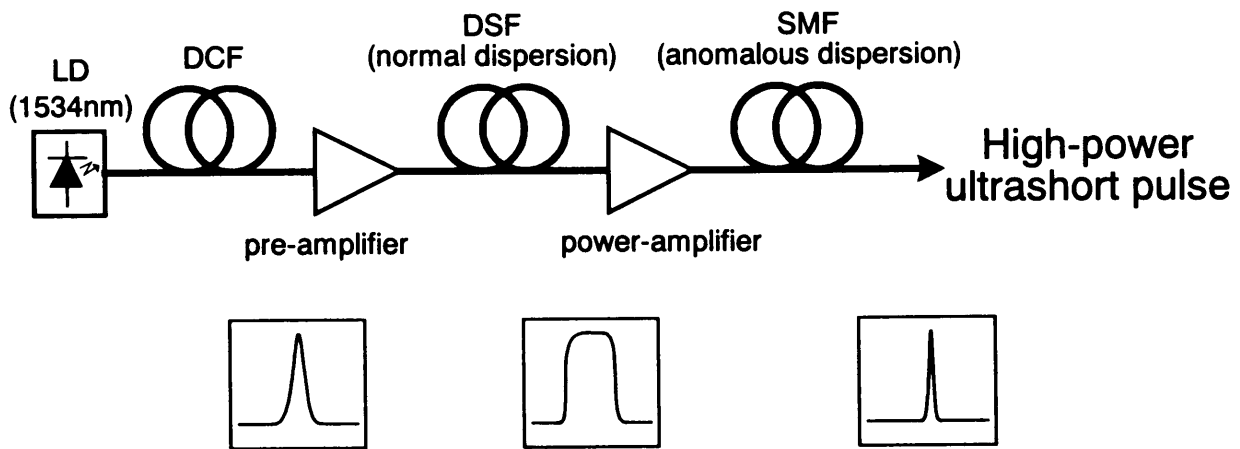 LD
(1534nm)
DCF
DSF
(normal dispersion)
SMF
(anomalous dispersion)
High-power
ultrashort pulse
pre-amplifier
power-amplifier